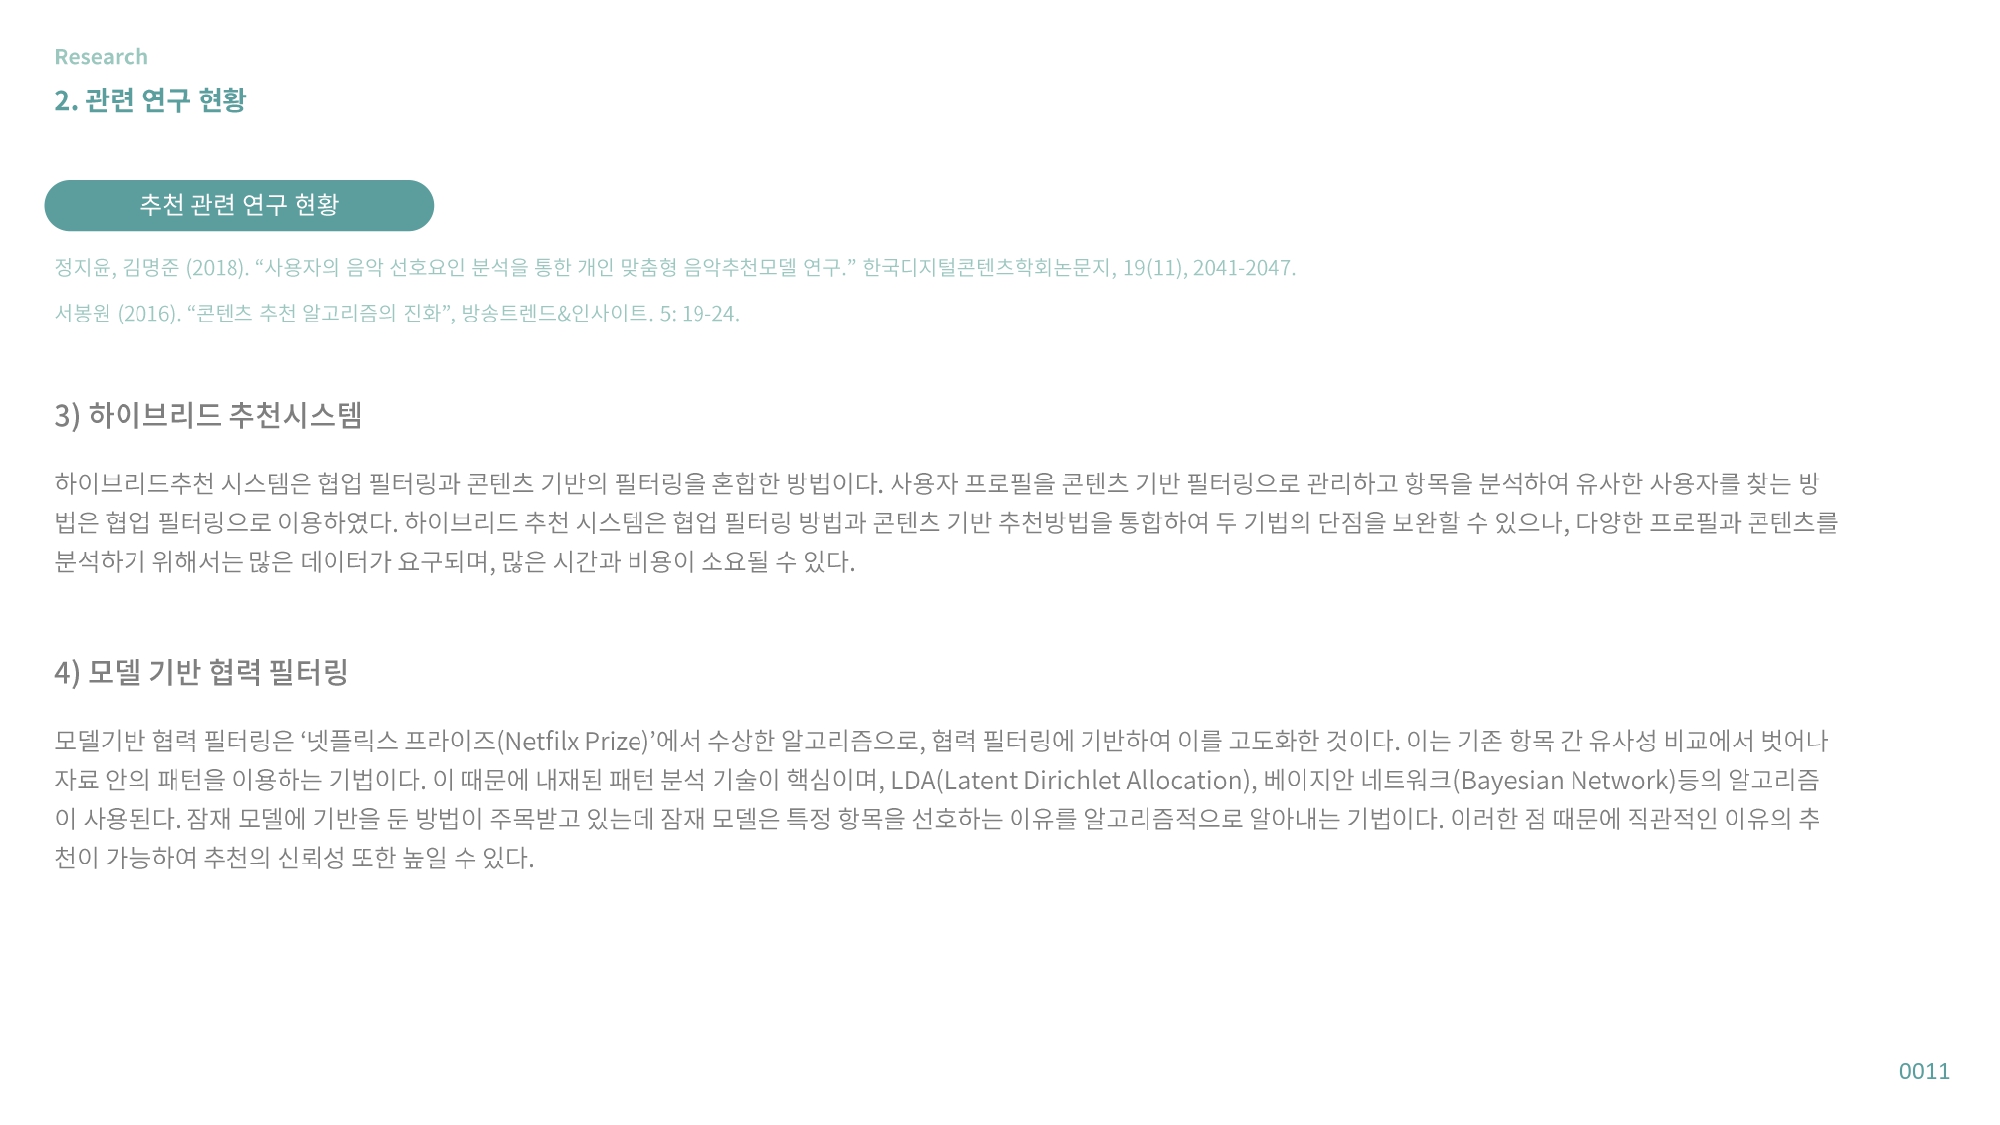 Research
2. 관련 연구 현황
추천 관련 연구 현황
정지윤, 김명준 (2018). “사용자의 음악 선호요인 분석을 통한 개인 맞춤형 음악추천모델 연구.” 한국디지털콘텐츠학회논문지, 19(11), 2041-2047.
서봉원 (2016). “콘텐츠 추천 알고리즘의 진화”, 방송트렌드&인사이트. 5: 19-24.
3) 하이브리드 추천시스템
하이브리드추천 시스템은 협업 필터링과 콘텐츠 기반의 필터링을 혼합한 방법이다. 사용자 프로필을 콘텐츠 기반 필터링으로 관리하고 항목을 분석하여 유사한 사용자를 찾는 방
법은 협업 필터링으로 이용하였다. 하이브리드 추천 시스템은 협업 필터링 방법과 콘텐츠 기반 추천방법을 통합하여 두 기법의 단점을 보완할 수 있으나, 다양한 프로필과 콘텐츠를
분석하기 위해서는 많은 데이터가 요구되며, 많은 시간과 비용이 소요될 수 있다.
4) 모델 기반 협력 필터링
모델기반 협력 필터링은 ‘넷플릭스 프라이즈(Netfilx Prize)’에서 수상한 알고리즘으로, 협력 필터링에 기반하여 이를 고도화한 것이다. 이는 기존 항목 간 유사성 비교에서 벗어나
자료 안의 패턴을 이용하는 기법이다. 이 때문에 내재된 패턴 분석 기술이 핵심이며, LDA(Latent Dirichlet Allocation), 베이지안 네트워크(Bayesian Network)등의 알고리즘
이 사용된다. 잠재 모델에 기반을 둔 방법이 주목받고 있는데 잠재 모델은 특정 항목을 선호하는 이유를 알고리즘적으로 알아내는 기법이다. 이러한 점 때문에 직관적인 이유의 추
천이 가능하여 추천의 신뢰성 또한 높일 수 있다.
0011